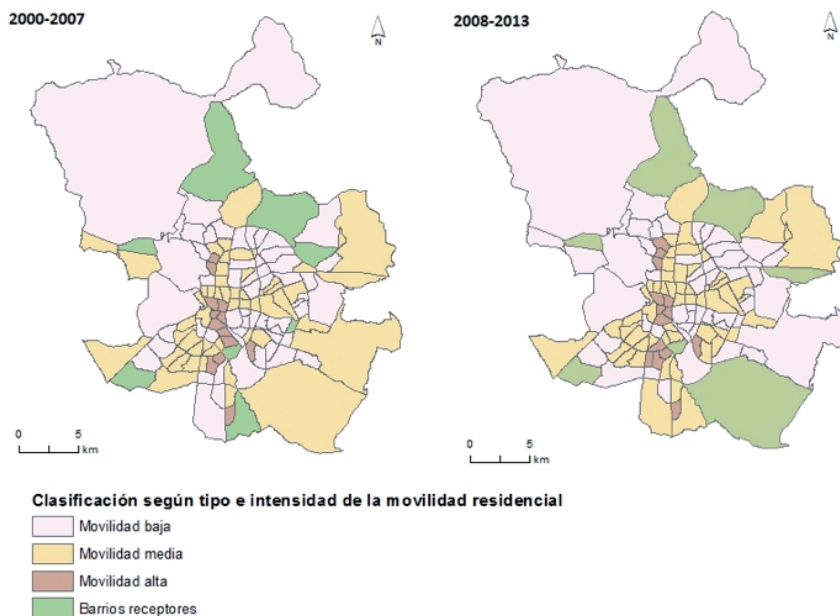 2000-2007
N
2008-2013
N
0 5
km
0 5
km
Clasificación según tipo e intensidad de la movilidad residencial
Movilidad baja
Movilidad media
Movilidad alta
Barrios receptores